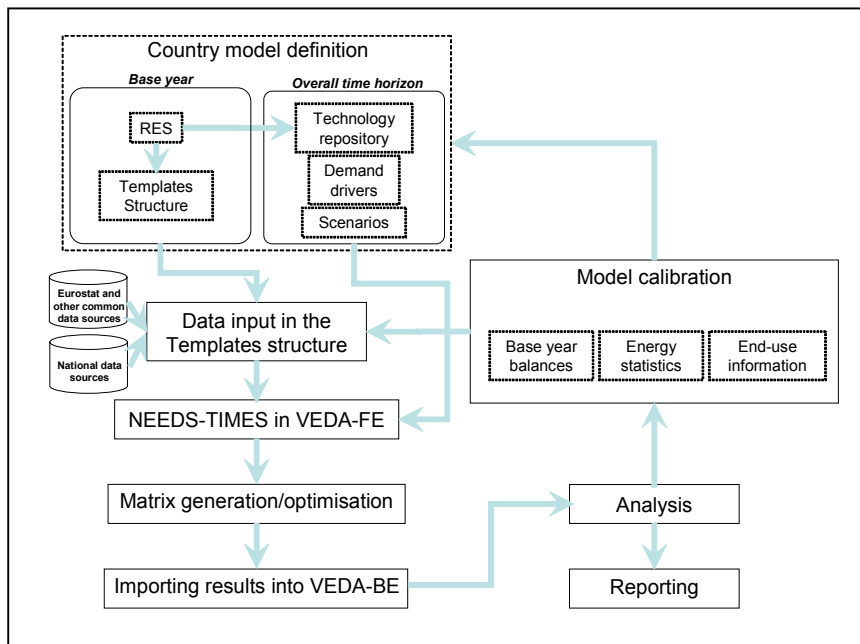 Country model definition
Base year
Overall time horizon
RES
Technology
repository
Templates
Structure
Demand
drivers
Scenarios
Eurostat and
other common
data sources
National data
sources
Data input in the
Templates structure
Model calibration
Base year
balances
Energy
statistics
End-use
information
NEEDS-TIMES in VEDA-FE
Matrix generation/optimisation
Analysis
Importing results into VEDA-BE
Reporting